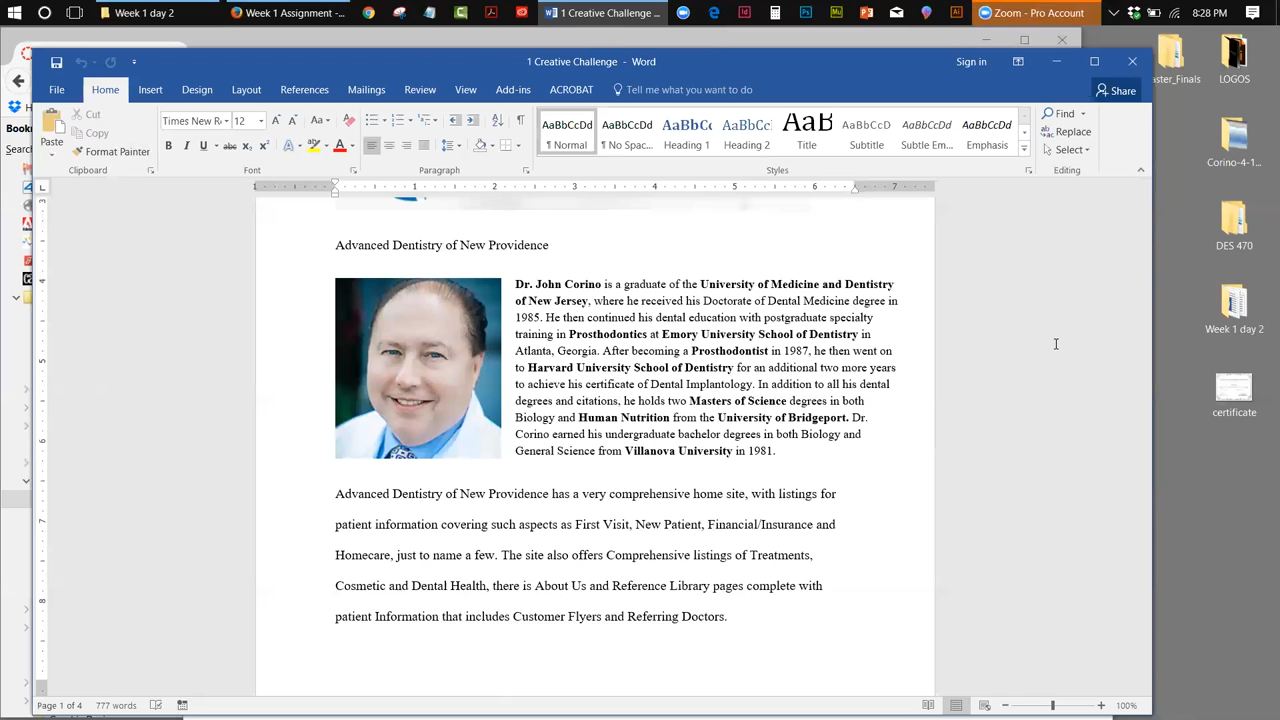 Week 1 day 2
Week 1 Assignment -...
1 Creative Challenge ...
Zoom - Pro Account
8:28 PM
1 Creative Challenge - Word
Sign in
File
Home
Insert
Design
Layout
References
Mailings
Review
View
Add-ins
ACROBAT
Tell me what you want to do
Share
Paste
Cut
Copy
Format Painter
Clipboard
Times New R
12
Font
Paragraph
AaBbCcDd
¶ Normal
AaBbCcDd
¶ No Spac...
AaBbC
Heading 1
AaBbCc
Heading 2
AaB
Title
AaBbCcD
Subtitle
AaBbCcDd
Subtle Em...
AaBbCcDd
Emphasis
Styles
Find
Replace
Select
Editing
Bookm
Searc
Advanced Dentistry of New Providence
Dr. John Corino is a graduate of the University of Medicine and Dentistry
of New Jersey, where he received his Doctorate of Dental Medicine degree in
1985. He then continued his dental education with postgraduate specialty
training in Prosthodontics at Emory University School of Dentistry in
Atlanta, Georgia. After becoming a Prosthodontist in 1987, he then went on
to Harvard University School of Dentistry for an additional two more years
to achieve his certificate of Dental Implantology. In addition to all his dental
degrees and citations, he holds two Masters of Science degrees in both
Biology and Human Nutrition from the University of Bridgeport. Dr.
Corino earned his undergraduate bachelor degrees in both Biology and
General Science from Villanova University in 1981.
Advanced Dentistry of New Providence has a very comprehensive home site, with listings for
patient information covering such aspects as First Visit, New Patient, Financial/Insurance and
Homecare, just to name a few. The site also offers Comprehensive listings of Treatments,
Cosmetic and Dental Health, there is About Us and Reference Library pages complete with
patient Information that includes Customer Flyers and Referring Doctors.
Page 1 of 4
777 words
100%
aster_Finals
LOGOS
Corino-4-1...
DES 470
Week 1 day 2
certificate